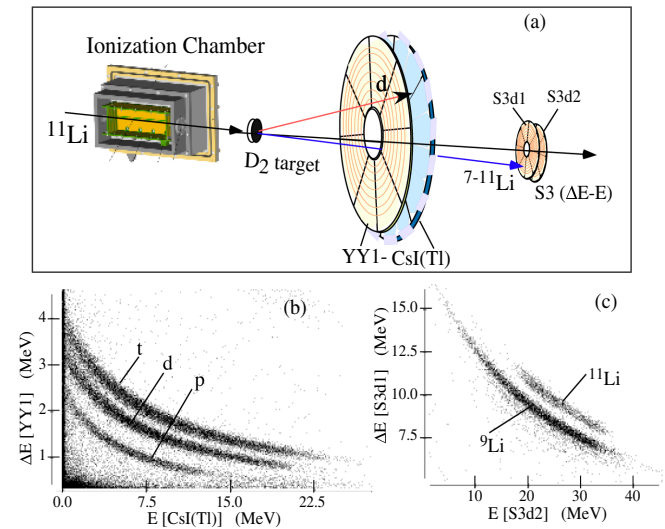 (a)
Ionization Chamber
¹¹Li
D₂ target
d
YY1- CsI(Tl)
S3d1
S3d2
7-11Li
S3 (ΔE-E)
(b)
ΔE [YY1] (MeV)
4
3
2
1
t
d
p
0.0 7.5 15.0 22.5
E [CsI(Tl)] (MeV)
(c)
ΔE [S3d1] (MeV)
15.0
12.5
10.0
7.5
¹¹Li
⁹Li
10 20 30 40
E [S3d2] (MeV)